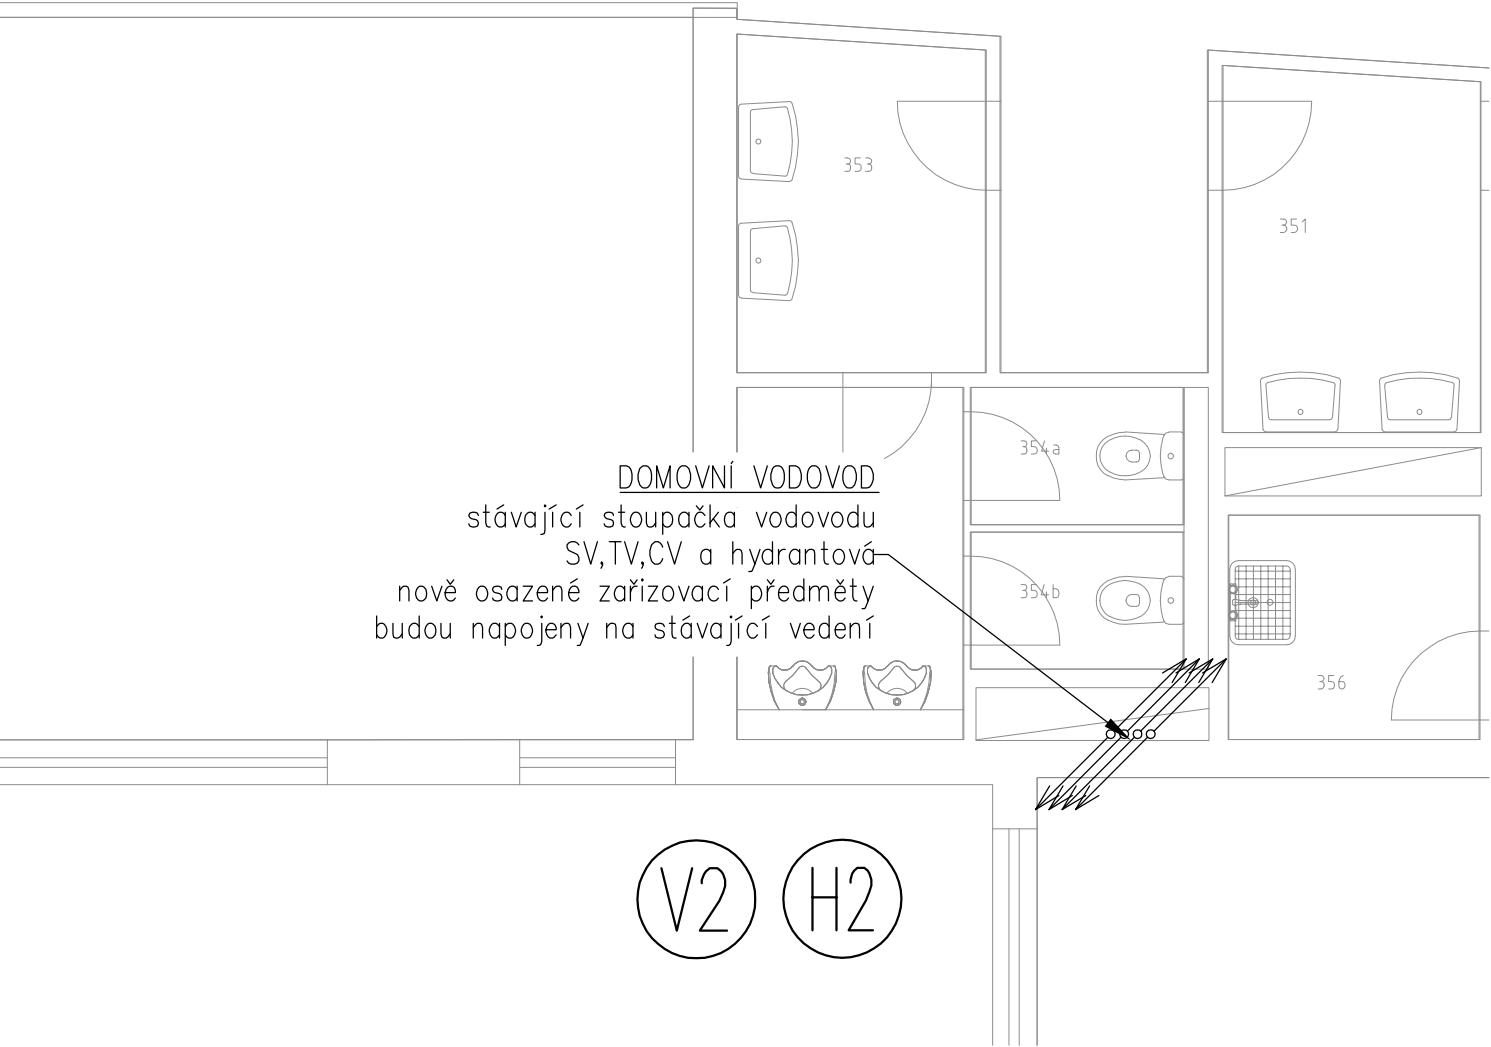 353
351
354a
DOMOVNÍ VODOVOD
stávající stoupačka vodovodu
SV,TV,CV a hydrantová
nově osazené zařizovací předměty
budou napojeny na stávající vedení
354b
356
V2
H2